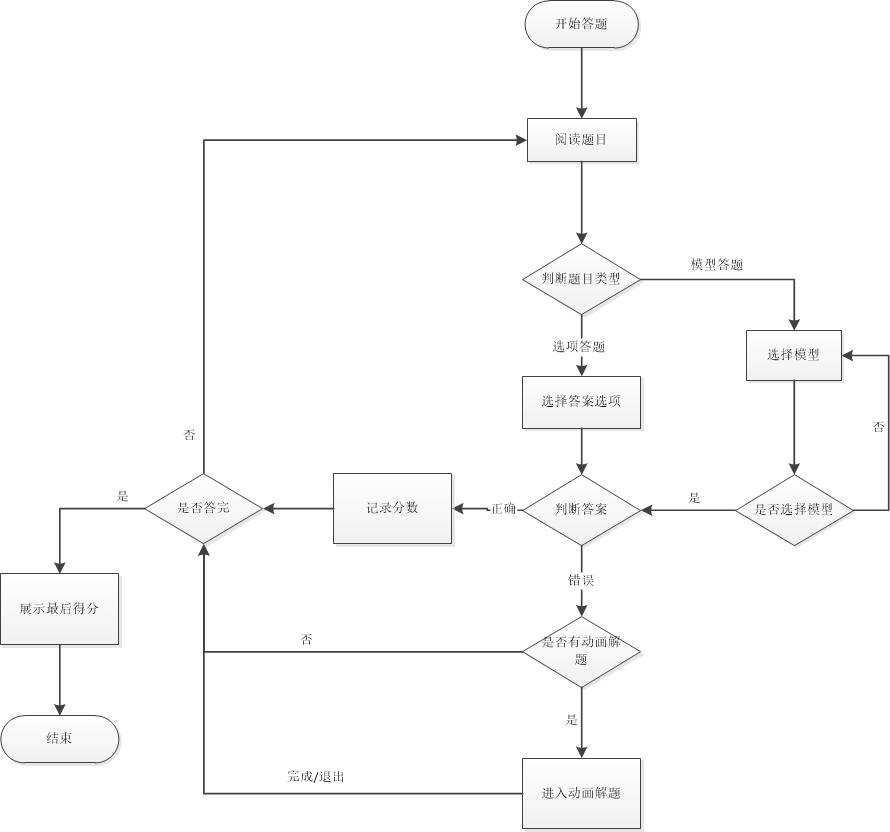 开始答题
阅读题目
判断题目类型
模型答题
选项答题
选择模型
选择答案选项
否
否
是
是否答完
记录分数
正确
判断答案
是
是否选择模型
错误
展示最后得分
否
是否有动画解
题
是
结束
完成/退出
进入动画解题